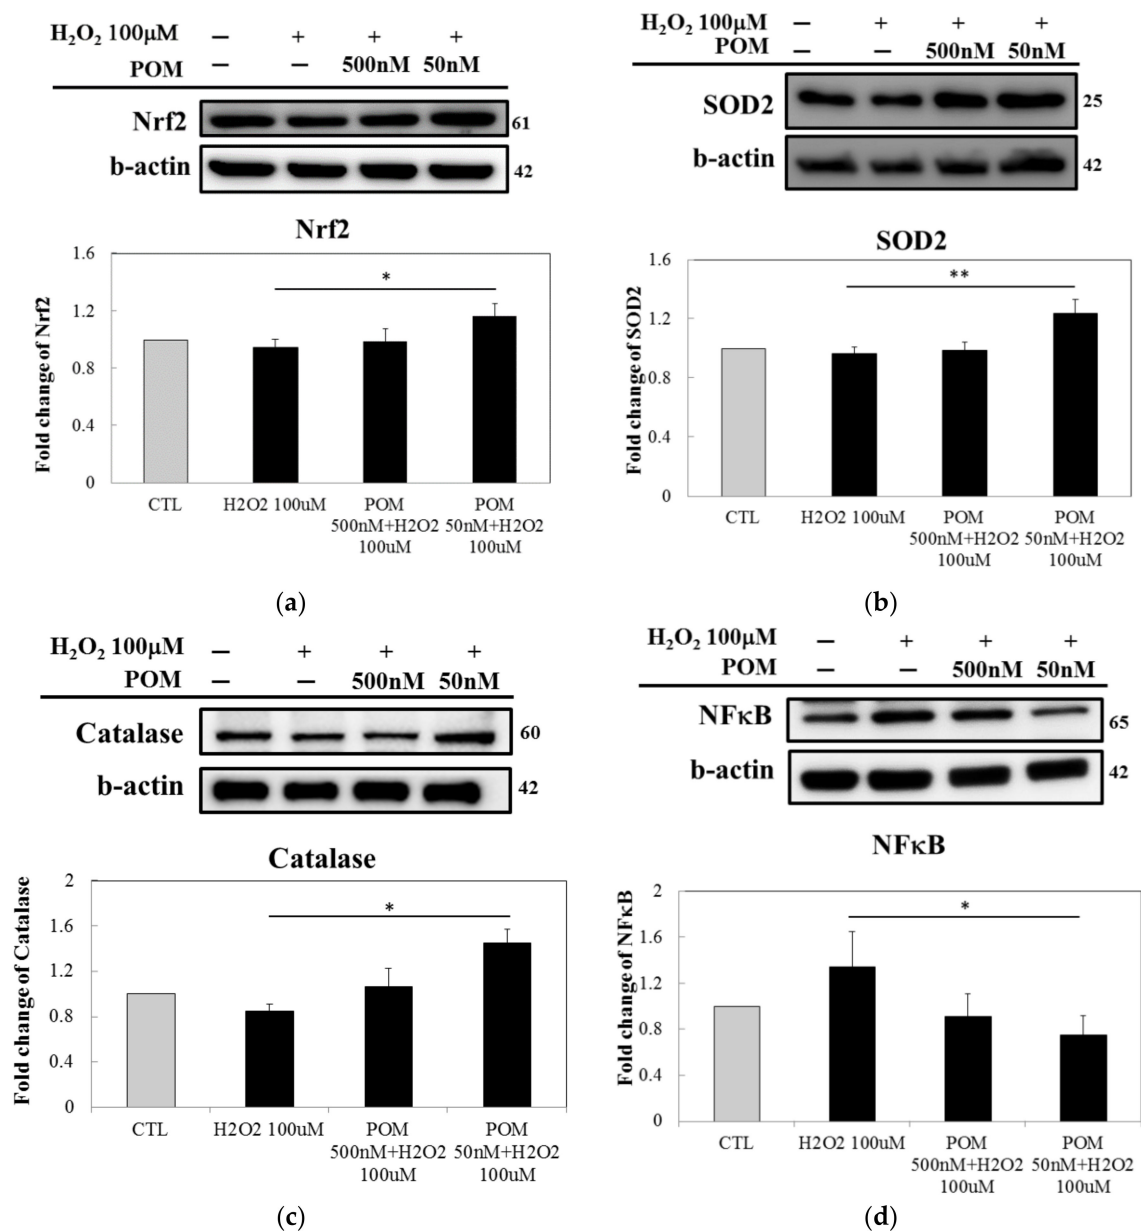 H₂O₂ 100μM – + + +
POM – – 500nM 50nM
Nrf2 61
b-actin 42
Nrf2
Fold change of Nrf2
1.6
1.2
0.8
0.4
0
*
CTL
H2O2 100uM
POM
500nM+H2O2
100uM
POM
50nM+H2O2
100uM
(a)
H₂O₂ 100μM – + + +
POM – – 500nM 50nM
SOD2 25
b-actin 42
SOD2
Fold change of SOD2
1.6
1.2
0.8
0.4
0
**
CTL
H2O2 100uM
POM
500nM+H2O2
100uM
POM
50nM+H2O2
100uM
(b)
H₂O₂ 100μM – + + +
POM – – 500nM 50nM
Catalase 60
b-actin 42
Catalase
Fold change of Catalase
2
1.6
1.2
0.8
0.4
0
*
CTL
H2O2 100uM
POM
500nM+H2O2
100uM
POM
50nM+H2O2
100uM
(c)
H₂O₂ 100μM – + + +
POM – – 500nM 50nM
NFκB 65
b-actin 42
NFκB
Fold change of NFκB
2
1.6
1.2
0.8
0.4
0
*
CTL
H2O2 100uM
POM
500nM+H2O2
100uM
POM
50nM+H2O2
100uM
(d)